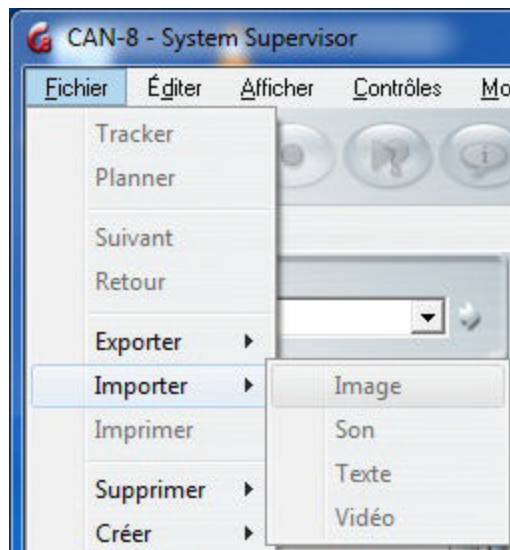 CAN-8 - System Supervisor
Fichier Éditer Afficher Contrôles
Tracker
Planner
Suivant
Retour
Exporter
Importer
Imprimer
Supprimer
Créer
Image
Son
Texte
Vidéo